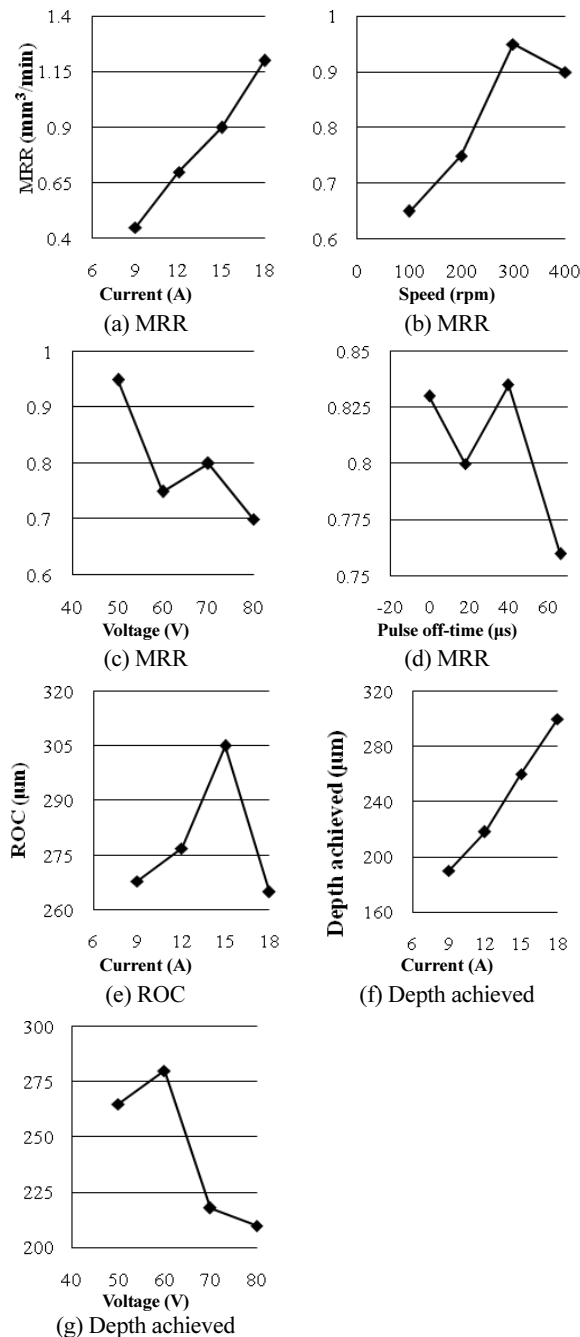 1.4
1.15
0.9
0.65
0.4
MRR (mm³/min)
6 9 12 15 18
Current (A)
(a) MRR
1
0.9
0.8
0.7
0.6
0 100 200 300 400
Speed (rpm)
(b) MRR
1
0.9
0.8
0.7
0.6
40 50 60 70 80
Voltage (V)
(c) MRR
0.85
0.825
0.8
0.775
0.75
-20 0 20 40 60
Pulse off-time (µs)
(d) MRR
320
305
290
275
260
ROC (µm)
6 9 12 15 18
Current (A)
(e) ROC
320
280
240
200
160
Depth achieved (µm)
6 9 12 15 18
Current (A)
(f) Depth achieved
300
275
250
225
200
40 50 60 70 80
Voltage (V)
(g) Depth achieved